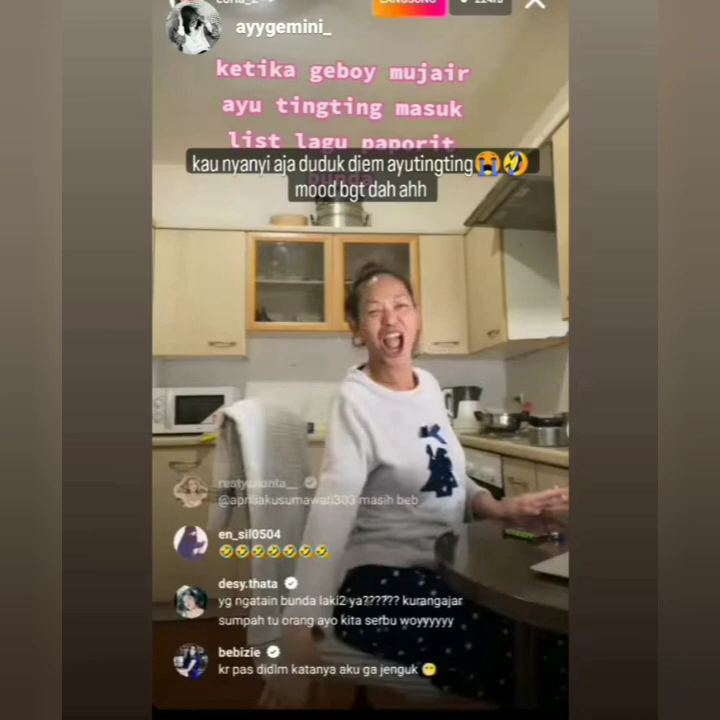 LANGSUNG
ayygemini_
ketika geboy mujair
ayu tingting masuk
list lagu paporit
kau nyanyi aja duduk diem ayutingting😭🤣
mood bgt dah ahh
@apriliakusumawati303 masih beb
en_sil0504
🤣🤣🤣🤣🤣🤣🤣
desy.thata
yg ngatain bunda laki2 ya?????? kurangajar
sumpah tu orang ayo kita serbu woyyyyyy
bebizie
kr pas didlm katanya aku ga jenguk 😁